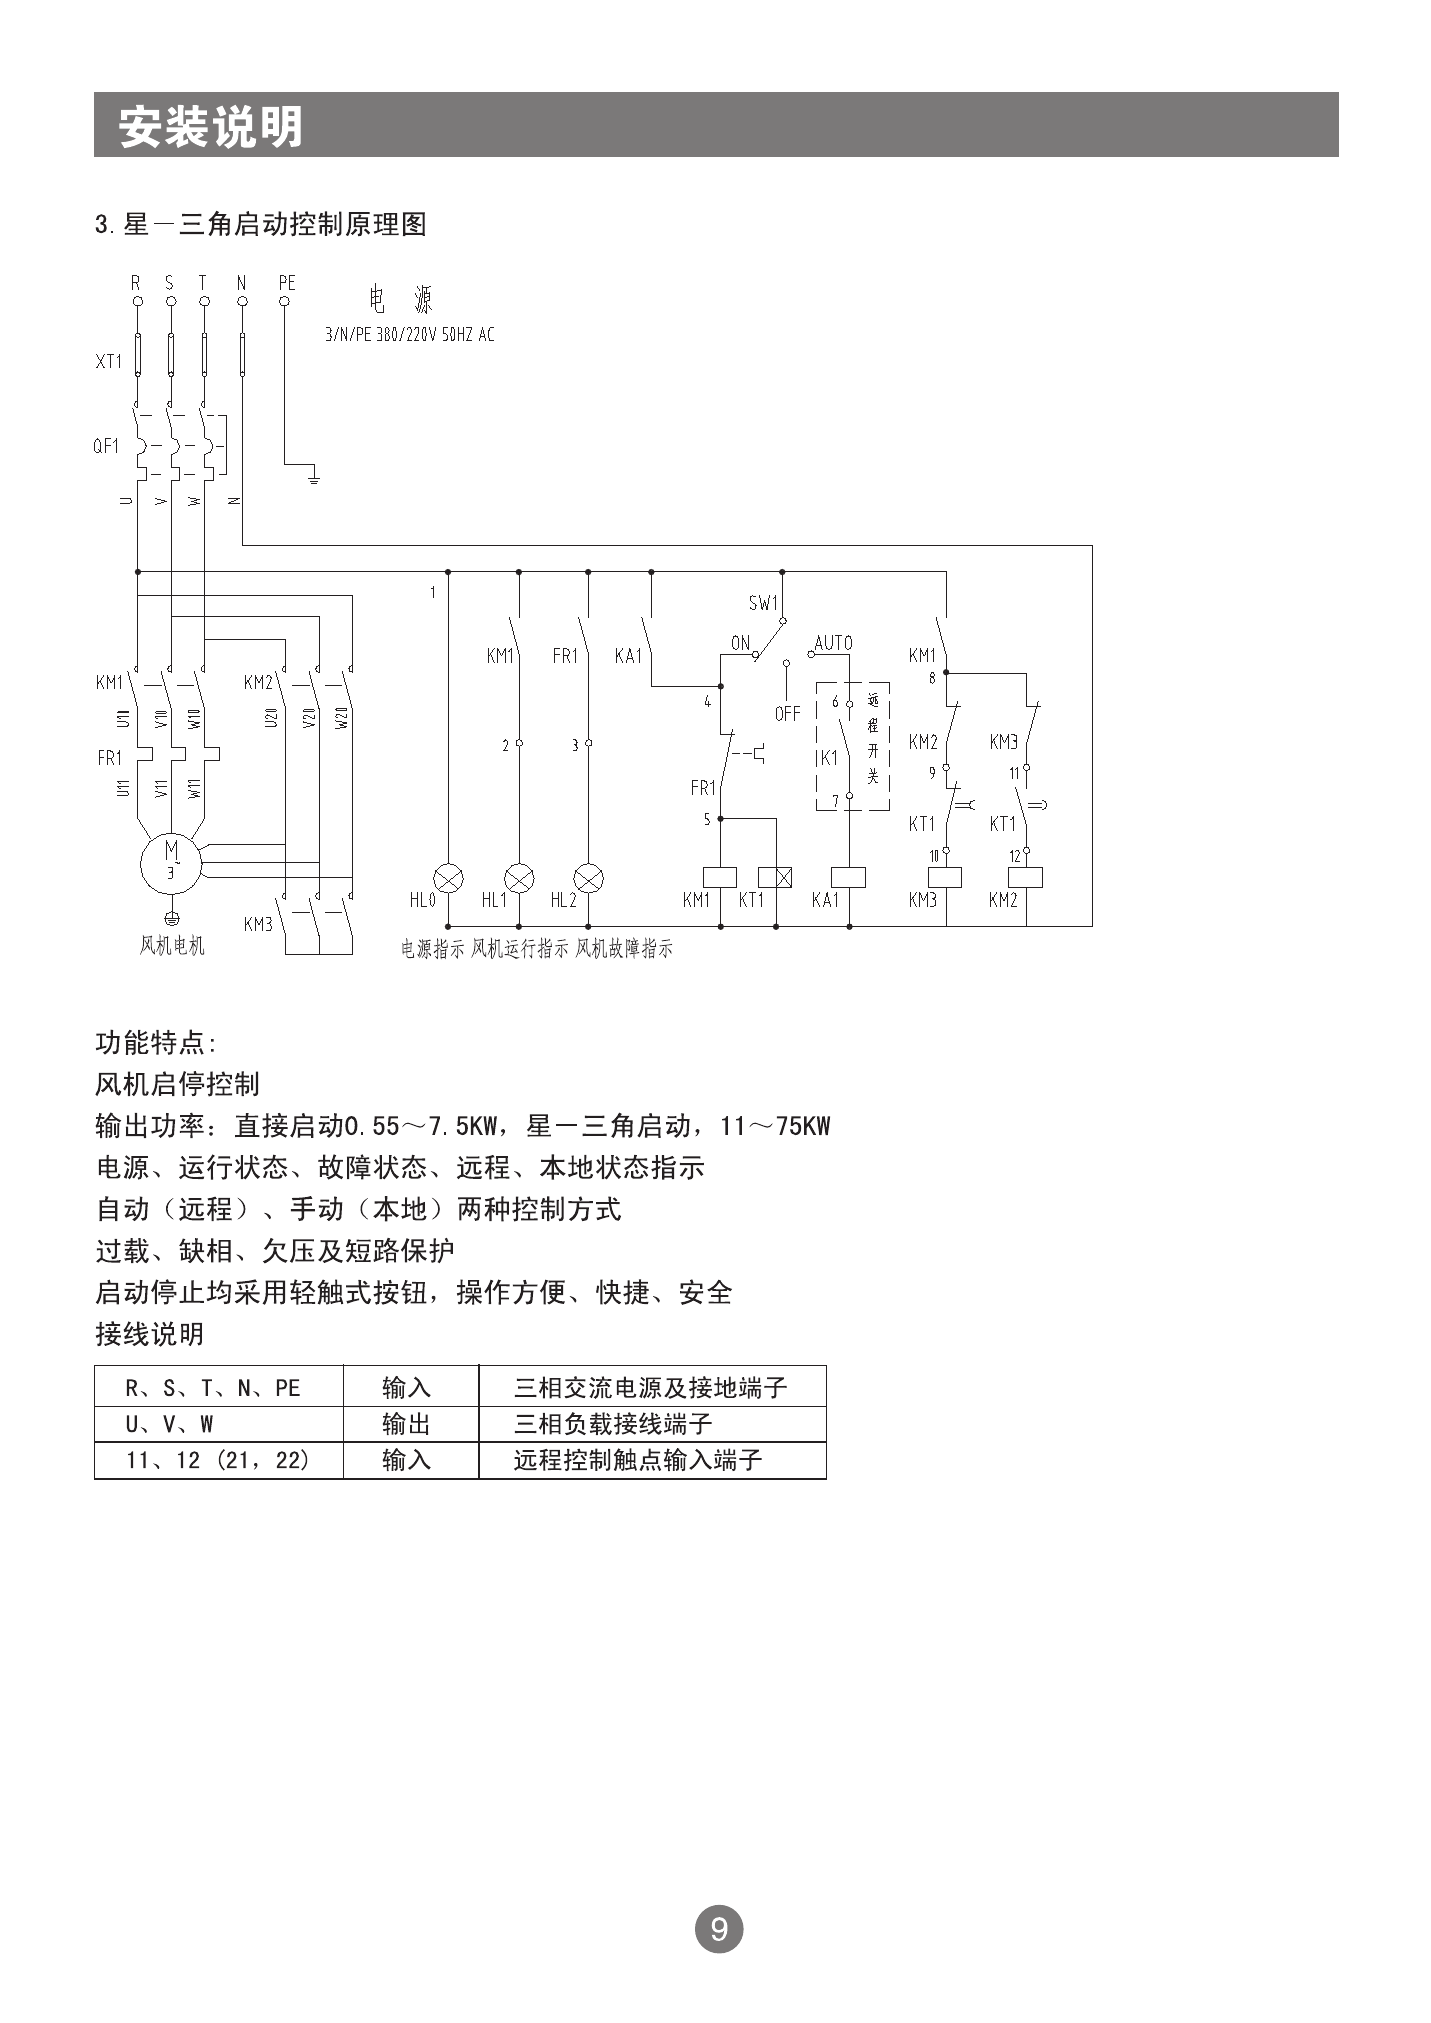 安装说明
3. 星－三角启动控制原理图
R S T N PE
电 源
3/N/PE 380/220V 50HZ AC
XT1
QF1
U V W N
1
SW1
ON AUTO
KM1 FR1 KA1 KM1
8
KM1 KM2
4 6 远程开关
OFF
U10 V10 W10 U20 V20 W20
2 3 KM2 KM3
FR1 K1
9 11
U11 V11 W11 FR1 7
5 KT1 KT1
M
3~
10 12
HL0 HL1 HL2 KM1 KT1 KA1 KM3 KM2
KM3
风机电机 电源指示 风机运行指示 风机故障指示
功能特点:
风机启停控制
输出功率：直接启动0.55～7.5KW，星－三角启动，11～75KW
电源、运行状态、故障状态、远程、本地状态指示
自动（远程）、手动（本地）两种控制方式
过载、缺相、欠压及短路保护
启动停止均采用轻触式按钮，操作方便、快捷、安全
接线说明
R、S、T、N、PE 输入 三相交流电源及接地端子
U、V、W 输出 三相负载接线端子
11、12 (21，22) 输入 远程控制触点输入端子
9